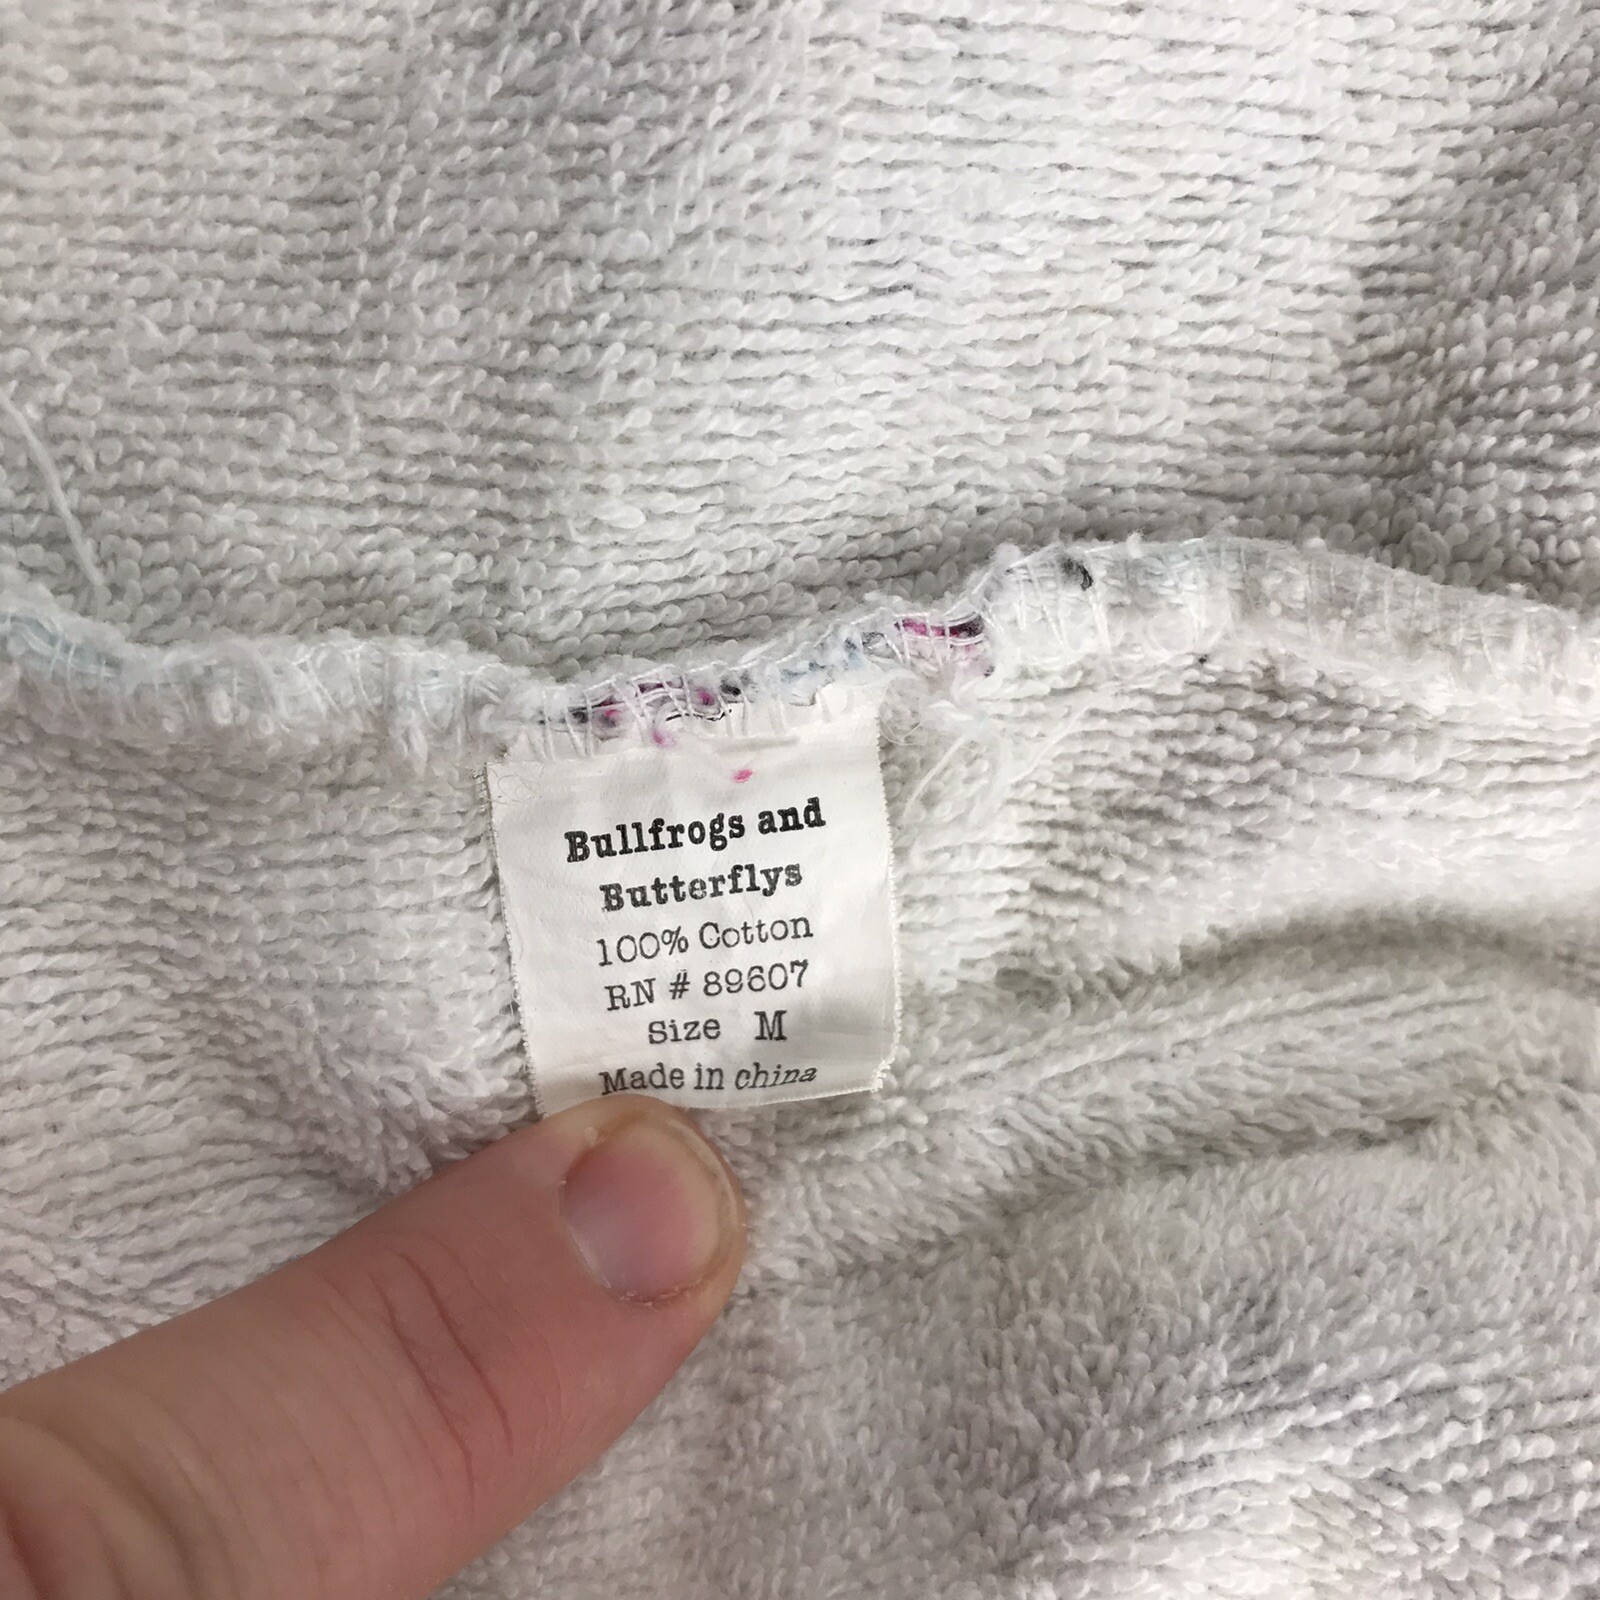 Bullfrogs and
Butterflys
100% Cotton
RN # 89607
Size M
Made in china